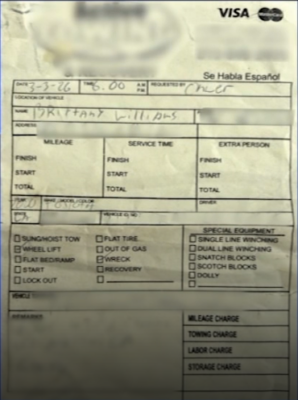 VISA
Se Habla Español
DATE 3-3-26 TIME 6:00 A.M. P.M. REQUESTED BY
LOCATION OF VEHICLE
NAME Brittany Williams
ADDRESS
MILEAGE SERVICE TIME EXTRA PERSON
FINISH FINISH FINISH
START START START
TOTAL TOTAL TOTAL
DRIVER
SPECIAL EQUIPMENT
SLING/HOIST TOW FLAT TIRE SINGLE LINE WINCHING
WHEEL LIFT OUT OF GAS DUAL LINE WINCHING
FLAT BED/RAMP WRECK SNATCH BLOCKS
START RECOVERY SCOTCH BLOCKS
LOCK OUT DOLLY
VEHICLE
MILEAGE CHARGE
TOWING CHARGE
LABOR CHARGE
STORAGE CHARGE